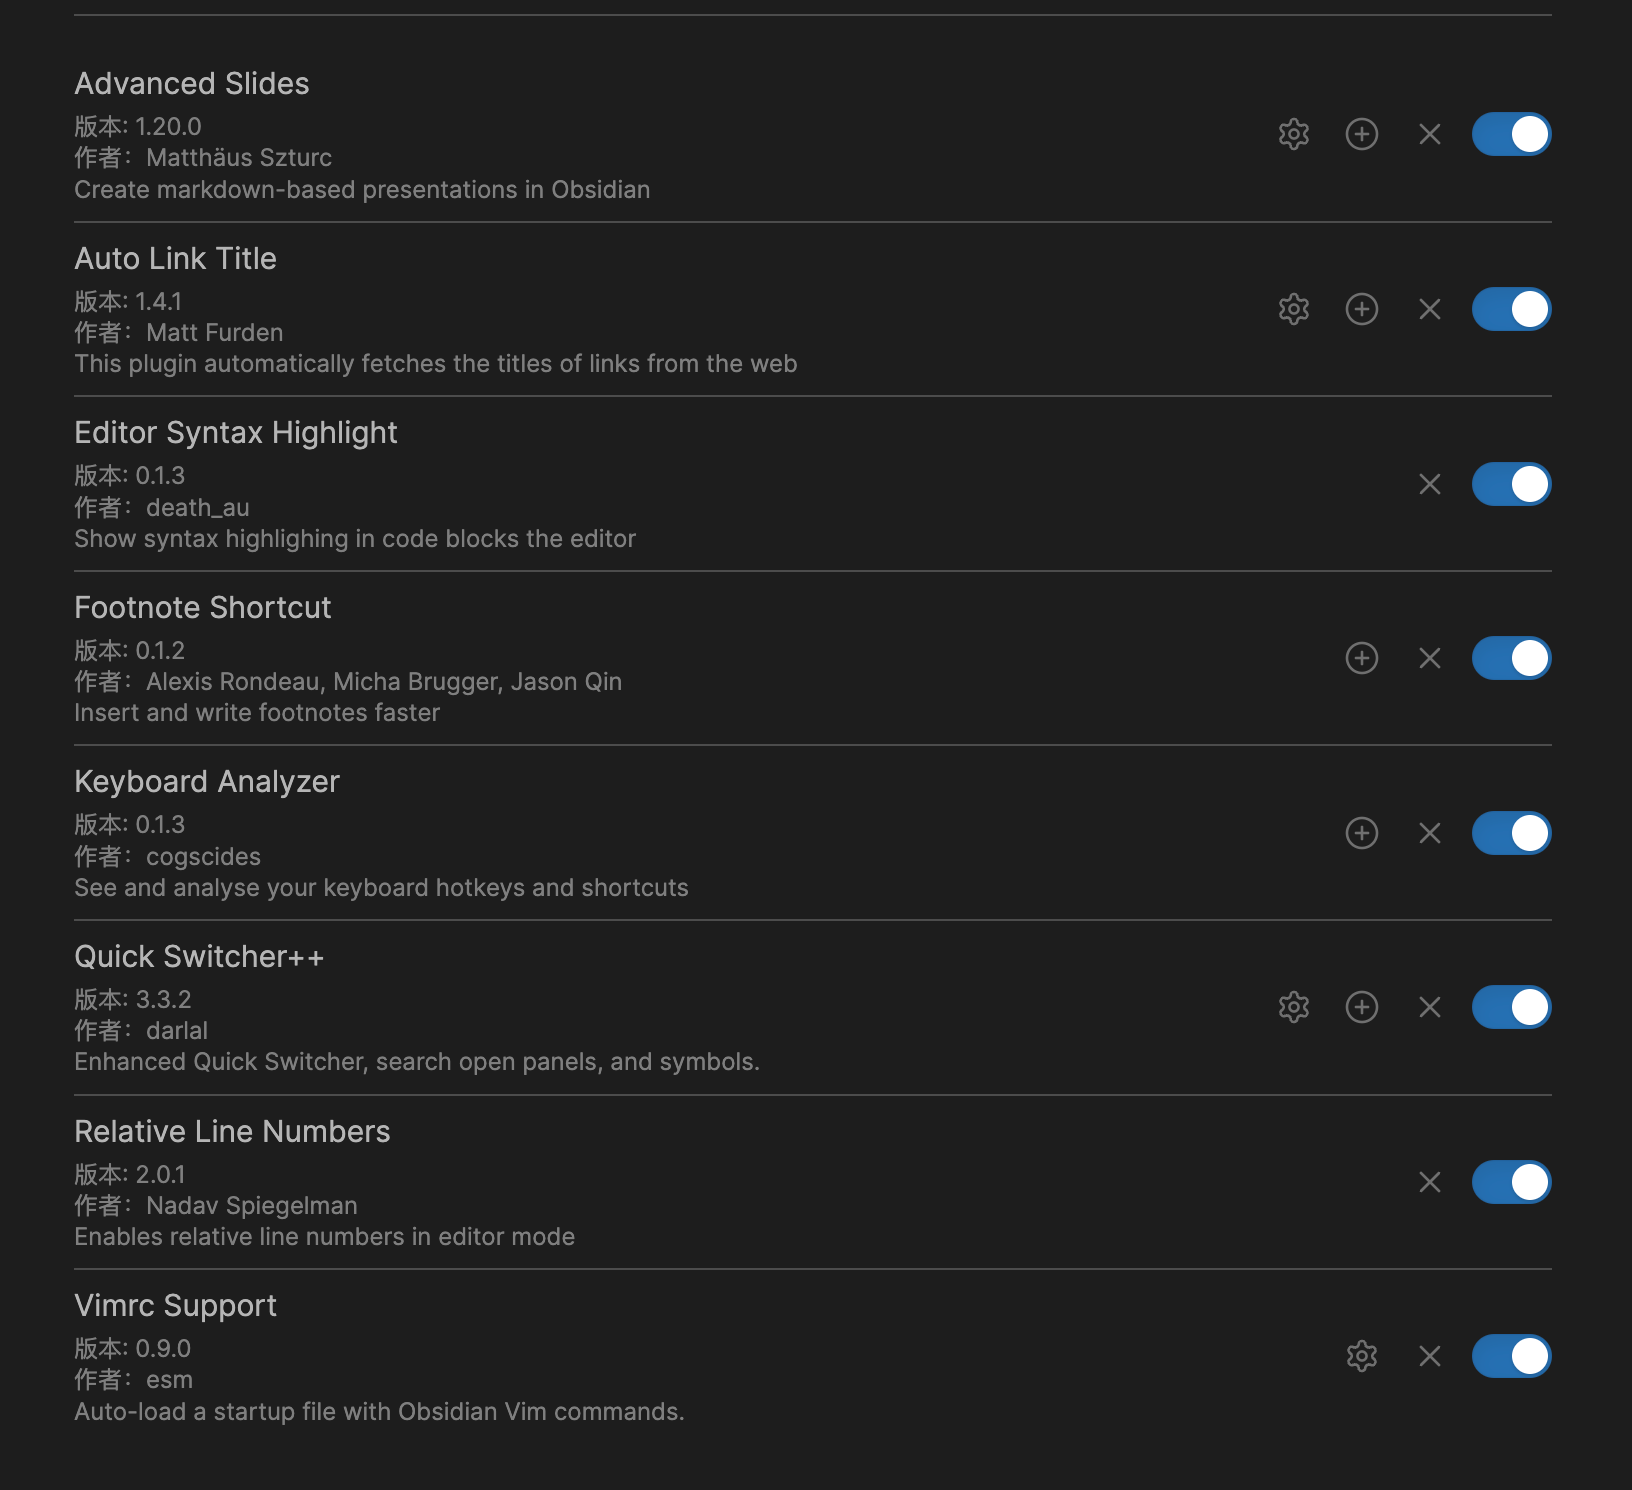 Advanced Slides
版本: 1.20.0
作者：Matthäus Szturc
Create markdown-based presentations in Obsidian
Auto Link Title
版本: 1.4.1
作者：Matt Furden
This plugin automatically fetches the titles of links from the web
Editor Syntax Highlight
版本: 0.1.3
作者：death_au
Show syntax highlighing in code blocks the editor
Footnote Shortcut
版本: 0.1.2
作者：Alexis Rondeau, Micha Brugger, Jason Qin
Insert and write footnotes faster
Keyboard Analyzer
版本: 0.1.3
作者：cogscides
See and analyse your keyboard hotkeys and shortcuts
Quick Switcher++
版本: 3.3.2
作者：darlal
Enhanced Quick Switcher, search open panels, and symbols.
Relative Line Numbers
版本: 2.0.1
作者：Nadav Spiegelman
Enables relative line numbers in editor mode
Vimrc Support
版本: 0.9.0
作者：esm
Auto-load a startup file with Obsidian Vim commands.